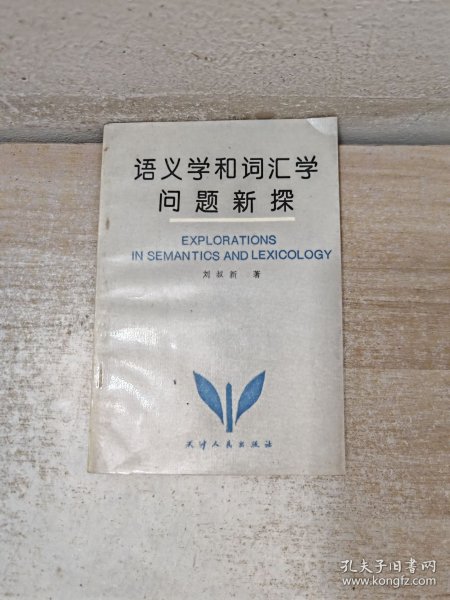 语义学和词汇学
问题新探
EXPLORATIONS
IN SEMANTICS AND LEXICOLOGY
刘叔新 著
天津人民出版社
孔夫子旧书网
www.kongfz.com